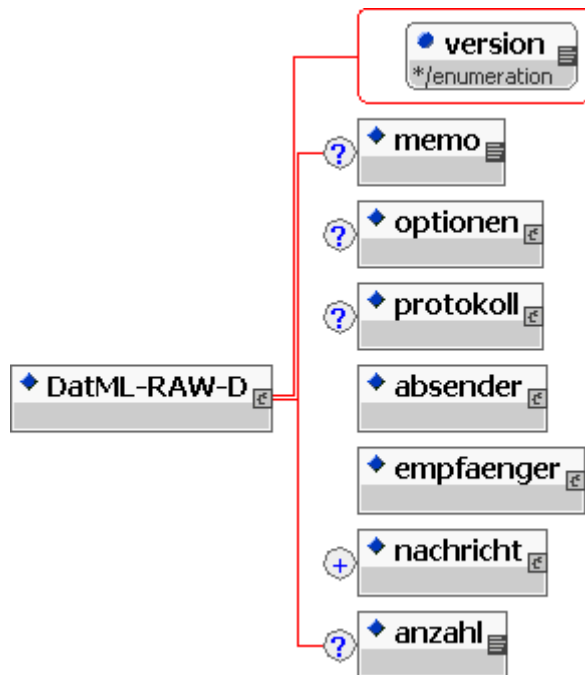 version
*/enumeration
? memo
? optionen
? protokoll
DatML-RAW-D
absender
empfaenger
+ nachricht
? anzahl